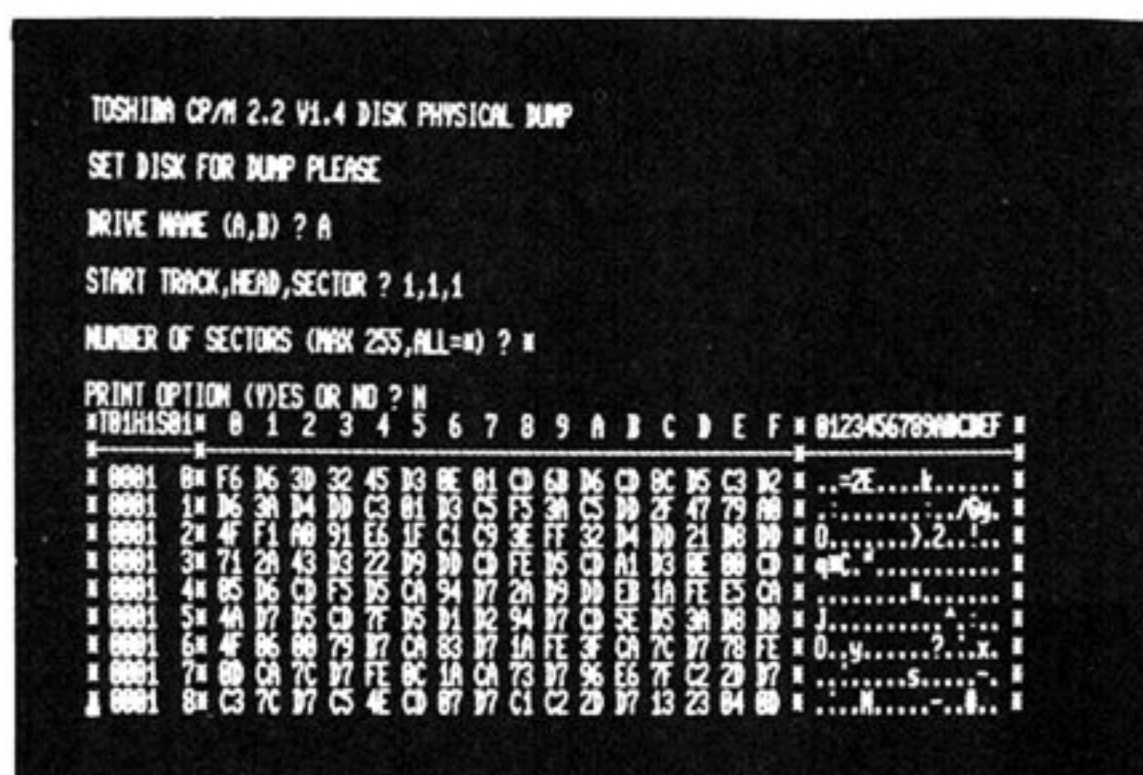 TOSHIBA CP/M 2.2 V1.4 DISK PHYSICAL DUMP
SET DISK FOR DUMP PLEASE
DRIVE NAME (A,B) ? A
START TRACK,HEAD,SECTOR ? 1,1,1
NUMBER OF SECTORS (MAX 255,ALL=*) ? *
PRINT OPTION (Y)ES OR NO ? N
*T01H1S01* 0 1 2 3 4 5 6 7 8 9 A B C D E F * 0123456789ABCDEF *
* 0001 0* F6 D6 3D 32 45 D3 0E 01 CD 6B D6 CD 8C D5 C3 D2 * ..=2E....k...... *
* 0001 1* D6 3A D4 DD C3 01 D3 C5 F5 3A C5 DD 2F 47 79 A0 * .:.......:../Gy. *
* 0001 2* 4F F1 A0 91 E6 1F C1 C9 3E FF 32 D4 DD 21 D8 DD * O.......>.2..!.. *
* 0001 3* 71 2A 43 D3 22 D9 DD CD FE D5 CD A1 D3 0E 00 CD * q*C."........... *
* 0001 4* 05 D6 CD F5 D5 CA 94 D7 2A D9 DD EB 1A FE E5 CA * ........*....... *
* 0001 5* 4A D7 D5 CD 7F D5 D1 D2 94 D7 CD 5E D5 3A D8 DD * J..........^.:.. *
* 0001 6* 4F 06 00 79 B7 CA 83 D7 1A FE 3F CA 7C D7 78 FE * O..y......?.:.x. *
* 0001 7* 0D CA 7C D7 FE 0C 1A CA 73 D7 96 E6 7F C2 2D D7 * ..:.....s.....-. *
* 0001 8* C3 7C D7 C5 4E CD 07 D7 C1 C2 2D D7 13 23 04 0D * .:..N.....-..#.. *